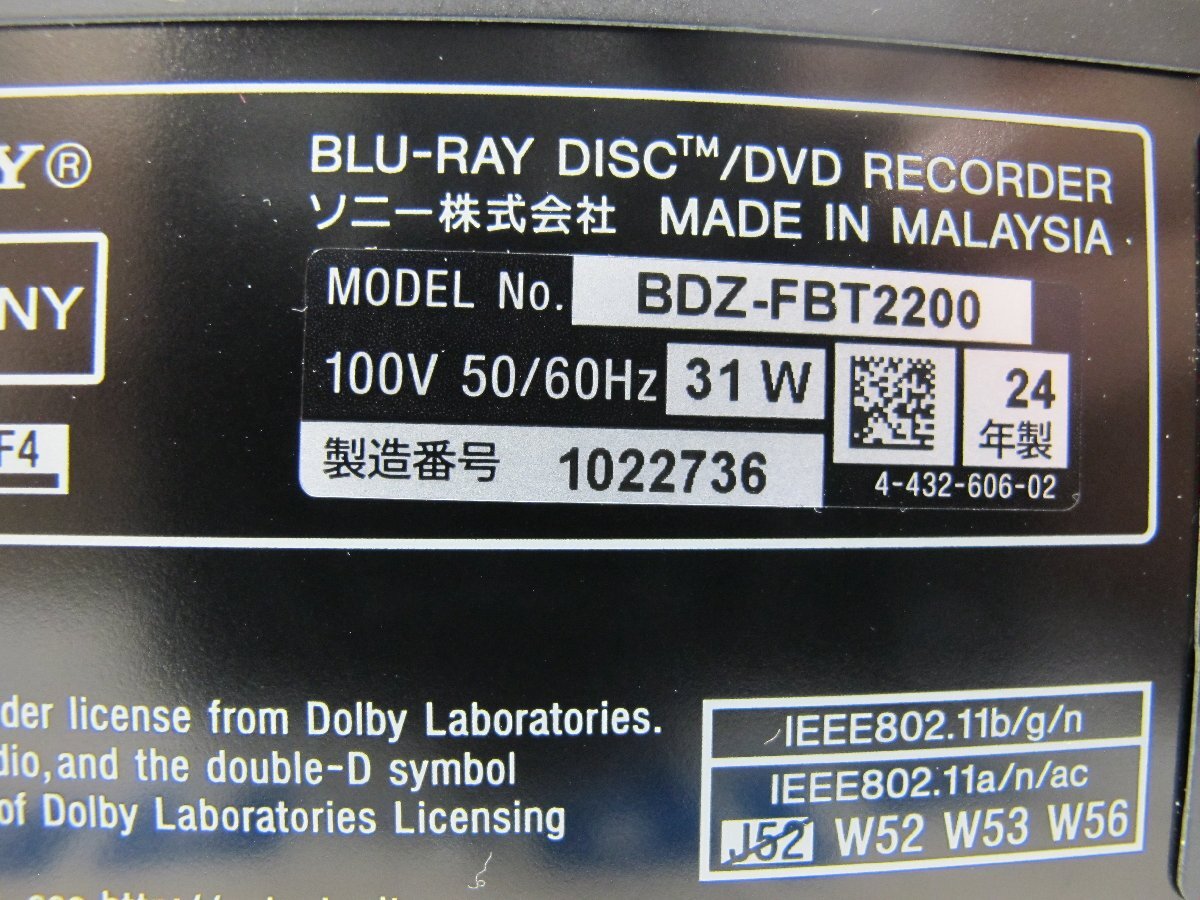 Y®
BLU-RAY DISC™/DVD RECORDER
ソニー株式会社 MADE IN MALAYSIA
NY
MODEL No. BDZ-FBT2200
100V 50/60Hz 31 W
24
年製
F4
製造番号 1022736
4-432-606-02
der license from Dolby Laboratories.
dio,and the double-D symbol
of Dolby Laboratories Licensing
IEEE802.11b/g/n
IEEE802.11a/n/ac
J52 W52 W53 W56